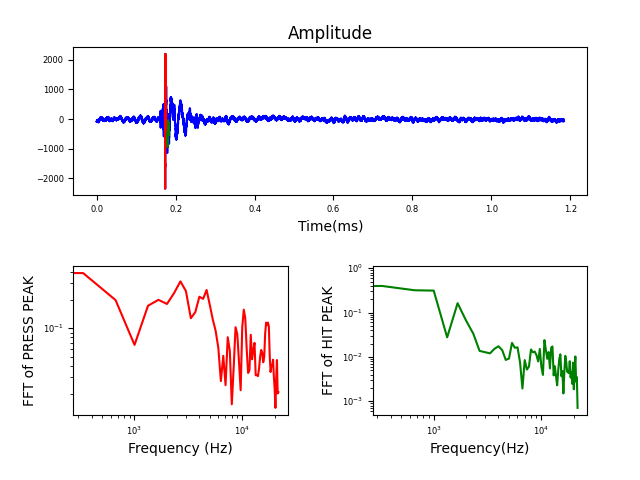 Amplitude
2000
1000
0
−1000
−2000
0.0 0.2 0.4 0.6 0.8 1.0 1.2
Time(ms)
FFT of PRESS PEAK
10⁻¹
10³ 10⁴
Frequency (Hz)
FFT of HIT PEAK
10⁰
10⁻¹
10⁻²
10⁻³
10³ 10⁴
Frequency(Hz)